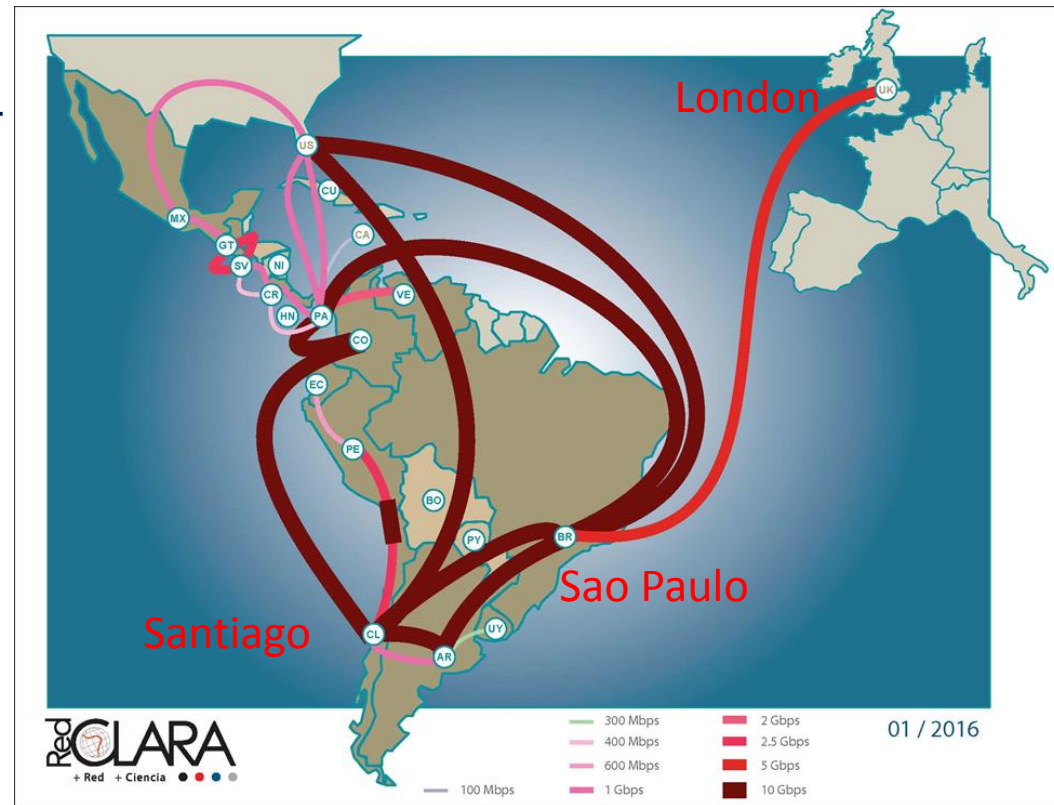 London
UK
US
CU
MX
CA
GT
SV
NI
CR
VE
HN
PA
CO
EC
PE
BO
PY
BR
Sao Paulo
Santiago
CL
UY
AR
Red
CLARA
+ Red + Ciencia
100 Mbps
300 Mbps
400 Mbps
600 Mbps
1 Gbps
2 Gbps
2.5 Gbps
5 Gbps
10 Gbps
01 / 2016